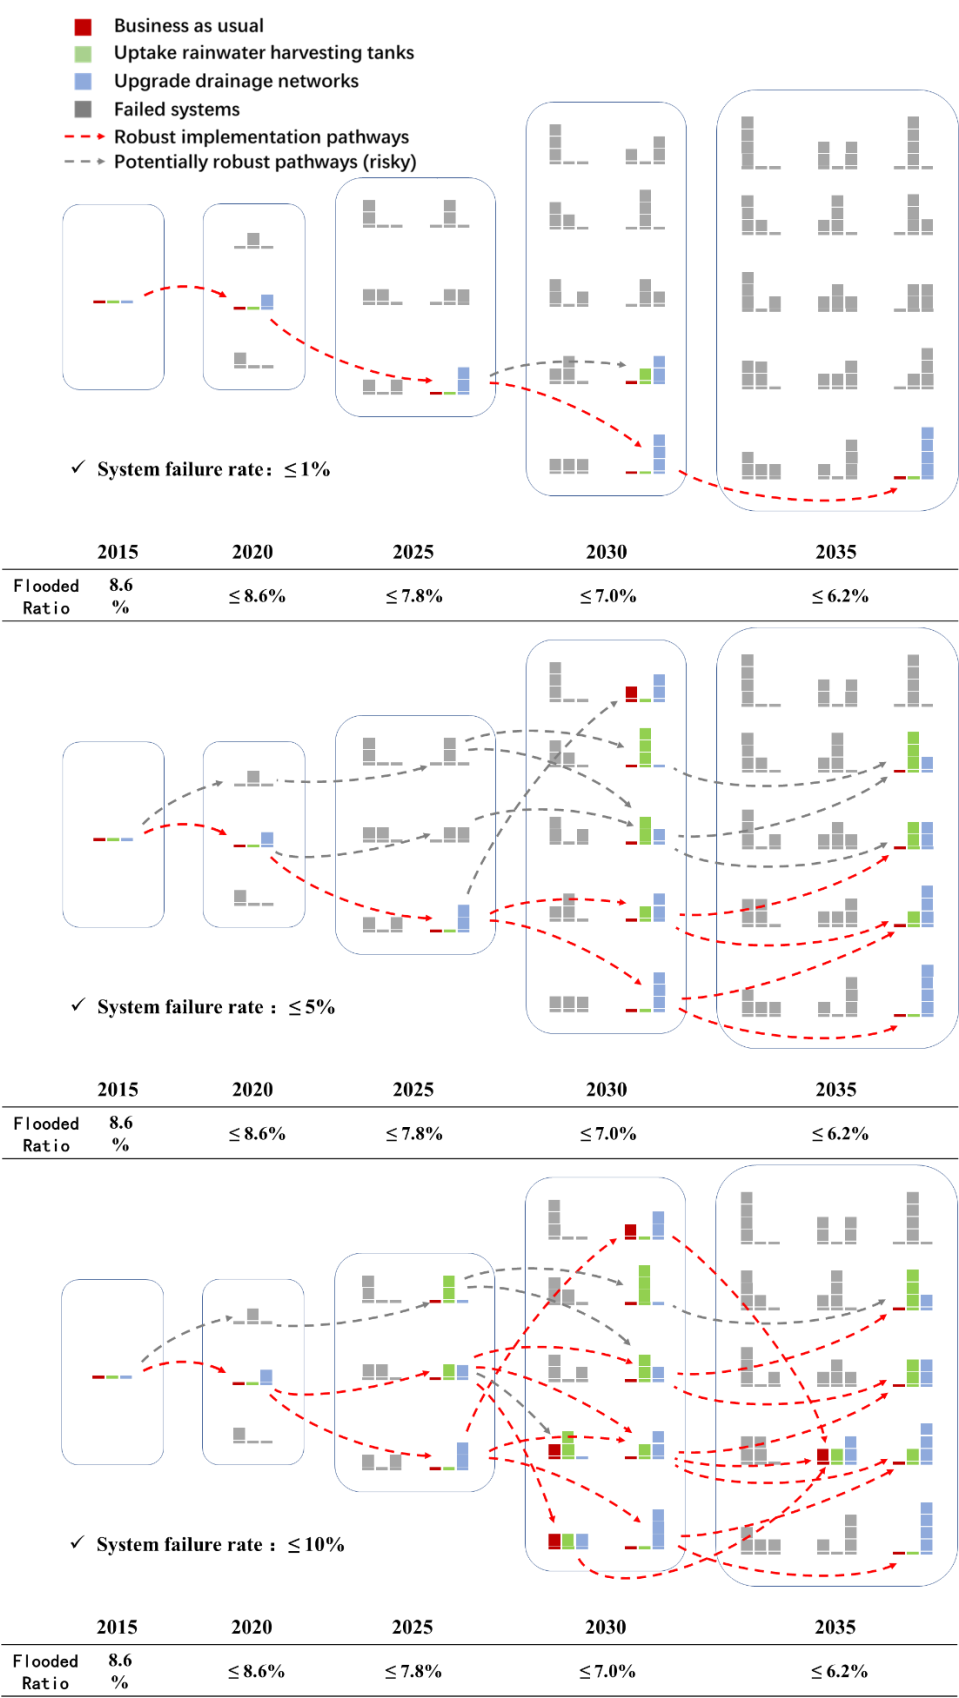 Business as usual
Uptake rainwater harvesting tanks
Upgrade drainage networks
Failed systems
Robust implementation pathways
Potentially robust pathways (risky)
✓ System failure rate: ≤1%
2015 2020 2025 2030 2035
Flooded Ratio 8.6 % ≤8.6% ≤7.8% ≤7.0% ≤6.2%
✓ System failure rate : ≤5%
2015 2020 2025 2030 2035
Flooded Ratio 8.6 % ≤8.6% ≤7.8% ≤7.0% ≤6.2%
✓ System failure rate : ≤10%
2015 2020 2025 2030 2035
Flooded Ratio 8.6 % ≤8.6% ≤7.8% ≤7.0% ≤6.2%